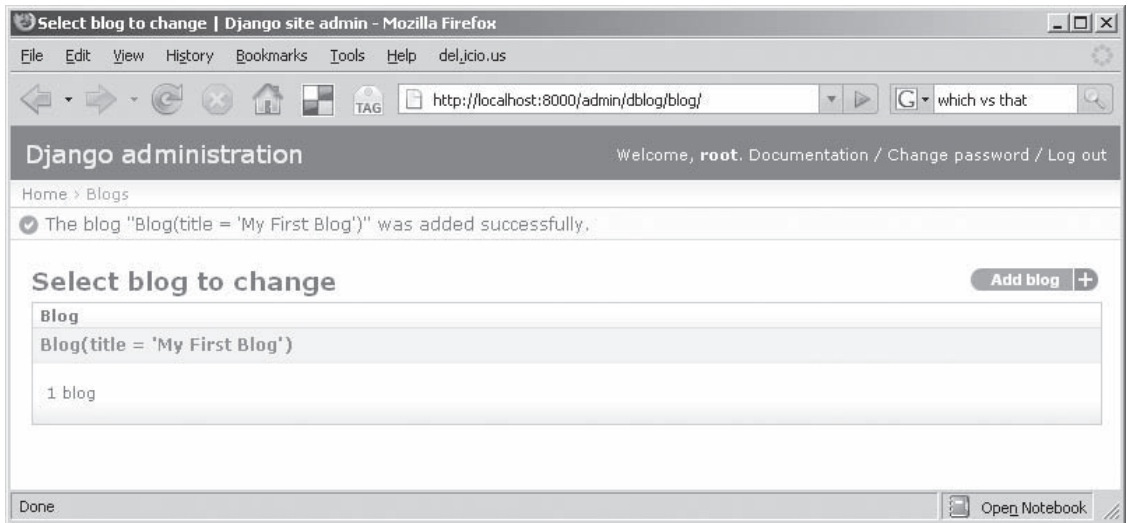 Select blog to change | Django site admin - Mozilla Firefox
File Edit View History Bookmarks Tools Help del.icio.us
TAG http://localhost:8000/admin/dblog/blog/ G which vs that
Django administration Welcome, root. Documentation / Change password / Log out
Home › Blogs
The blog "Blog(title = 'My First Blog')" was added successfully.
Select blog to change Add blog +
Blog
Blog(title = 'My First Blog')
1 blog
Done Open Notebook